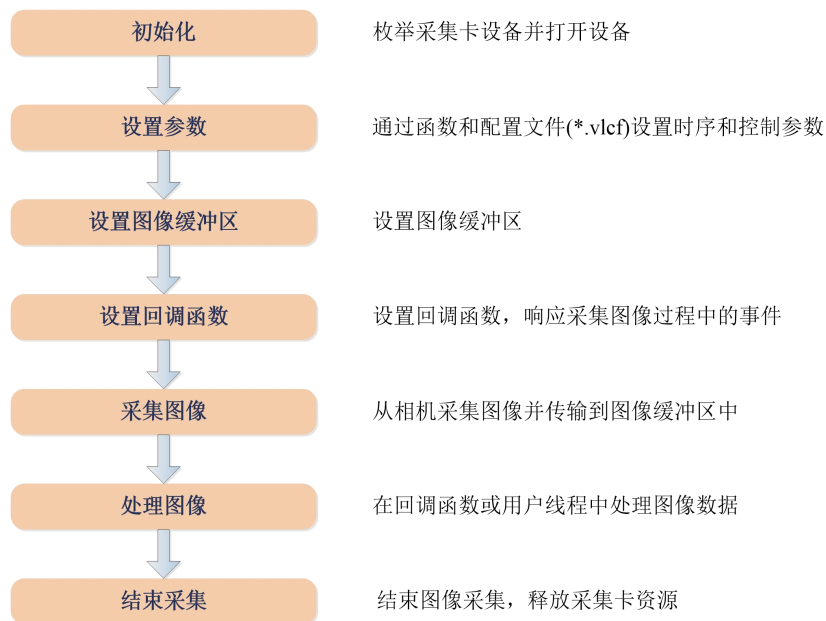 初始化
枚举采集卡设备并打开设备
设置参数
通过函数和配置文件(*.vlcf)设置时序和控制参数
设置图像缓冲区
设置图像缓冲区
设置回调函数
设置回调函数，响应采集图像过程中的事件
采集图像
从相机采集图像并传输到图像缓冲区中
处理图像
在回调函数或用户线程中处理图像数据
结束采集
结束图像采集，释放采集卡资源